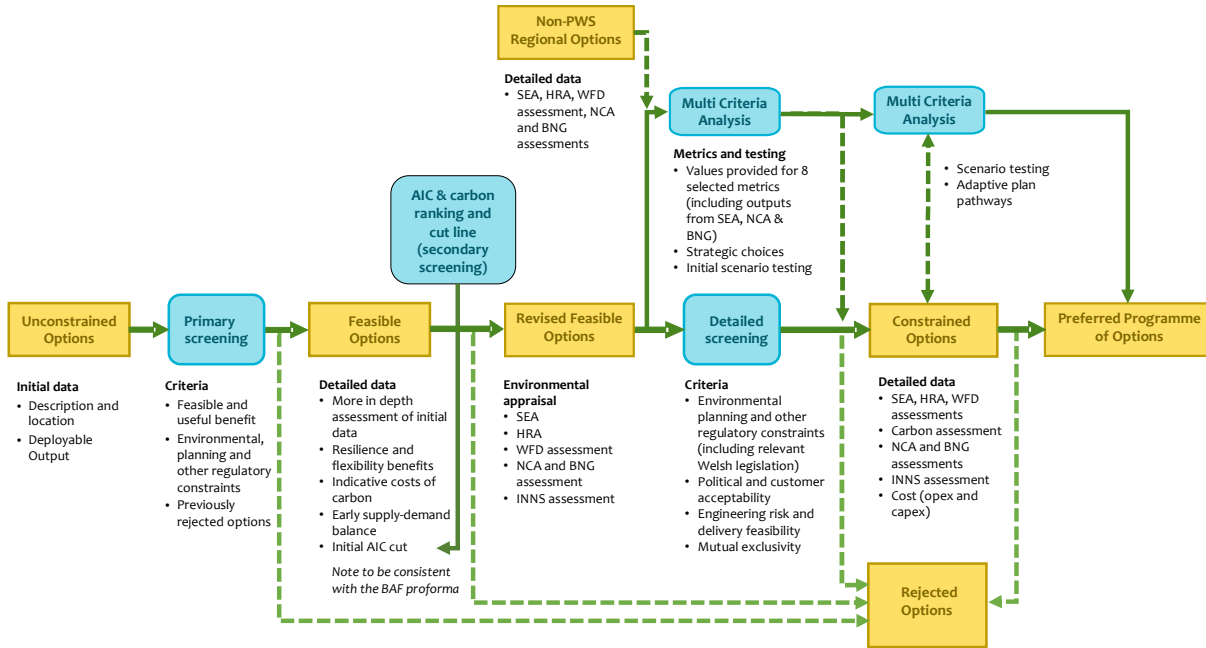 Non-PWS
Regional Options
Detailed data
• SEA, HRA, WFD
assessment, NCA
and BNG
assessments
Multi Criteria
Analysis
Metrics and testing
• Values provided for 8
selected metrics
(including outputs
from SEA, NCA &
BNG)
• Strategic choices
• Initial scenario testing
Multi Criteria
Analysis
• Scenario testing
• Adaptive plan
pathways
AIC & carbon
ranking and
cut line
(secondary
screening)
Unconstrained
Options
Initial data
• Description and
location
• Deployable
Output
Primary
screening
Criteria
• Feasible and
useful benefit
• Environmental,
planning and
other regulatory
constraints
• Previously
rejected options
Feasible
Options
Detailed data
• More in depth
assessment of initial
data
• Resilience and
flexibility benefits
• Indicative costs of
carbon
• Early supply-demand
balance
• Initial AIC cut
Note to be consistent
with the BAF proforma
Revised Feasible
Options
Environmental
appraisal
• SEA
• HRA
• WFD assessment
• NCA and BNG
assessment
• INNS assessment
Detailed
screening
Criteria
• Environmental
planning and other
regulatory constraints
(including relevant
Welsh legislation)
• Political and customer
acceptability
• Engineering risk and
delivery feasibility
• Mutual exclusivity
Constrained
Options
Detailed data
• SEA, HRA, WFD
assessments
• Carbon assessment
• NCA and BNG
assessments
• INNS assessment
• Cost (opex and
capex)
Preferred Programme
of Options
Rejected
Options